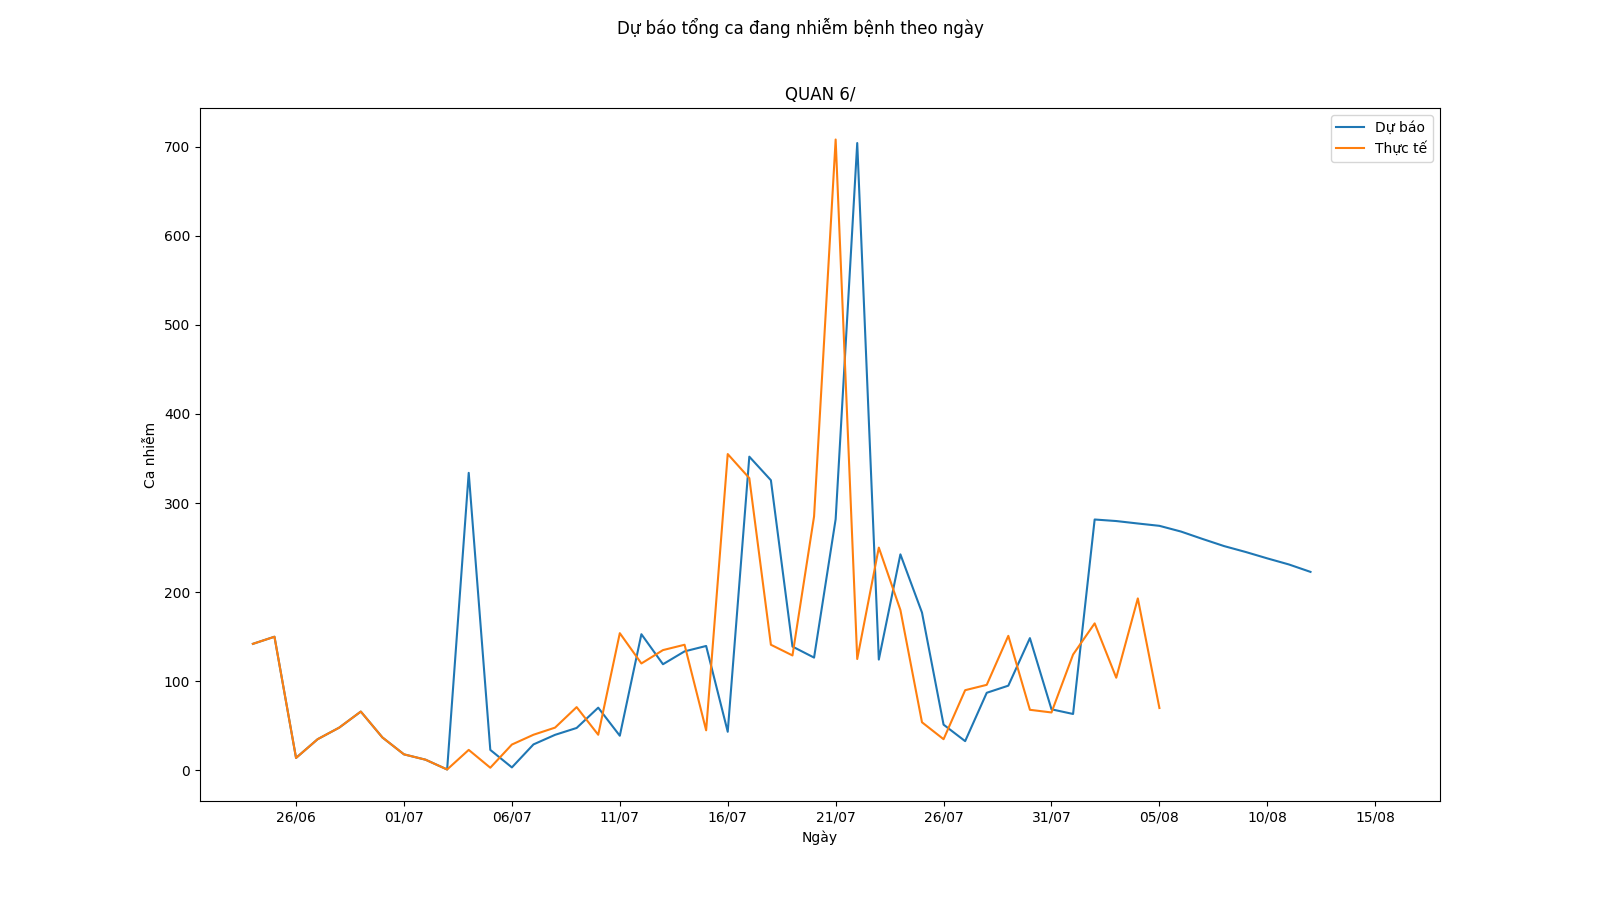 Dự báo tổng ca đang nhiễm bệnh theo ngày
QUAN 6/
Dự báo
Thực tế
700
600
500
400
300
200
100
0
Ca nhiễm
26/06 01/07 06/07 11/07 16/07 21/07 26/07 31/07 05/08 10/08 15/08
Ngày